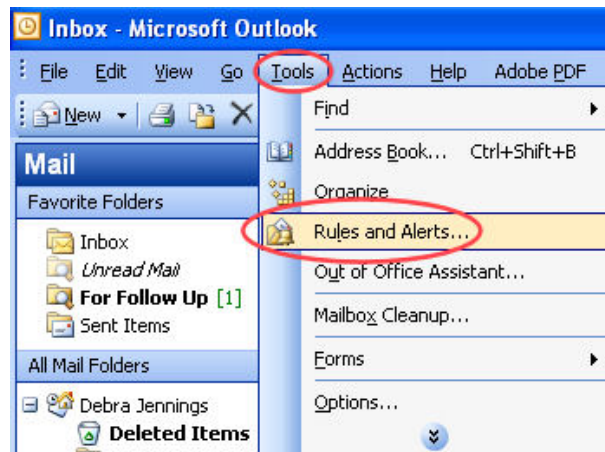 Inbox - Microsoft Outlook
File Edit View Go Tools Actions Help Adobe PDF
New
Find
Address Book... Ctrl+Shift+B
Organize
Rules and Alerts...
Out of Office Assistant...
Mailbox Cleanup...
Forms
Options...
Mail
Favorite Folders
Inbox
Unread Mail
For Follow Up [1]
Sent Items
All Mail Folders
Debra Jennings
Deleted Items